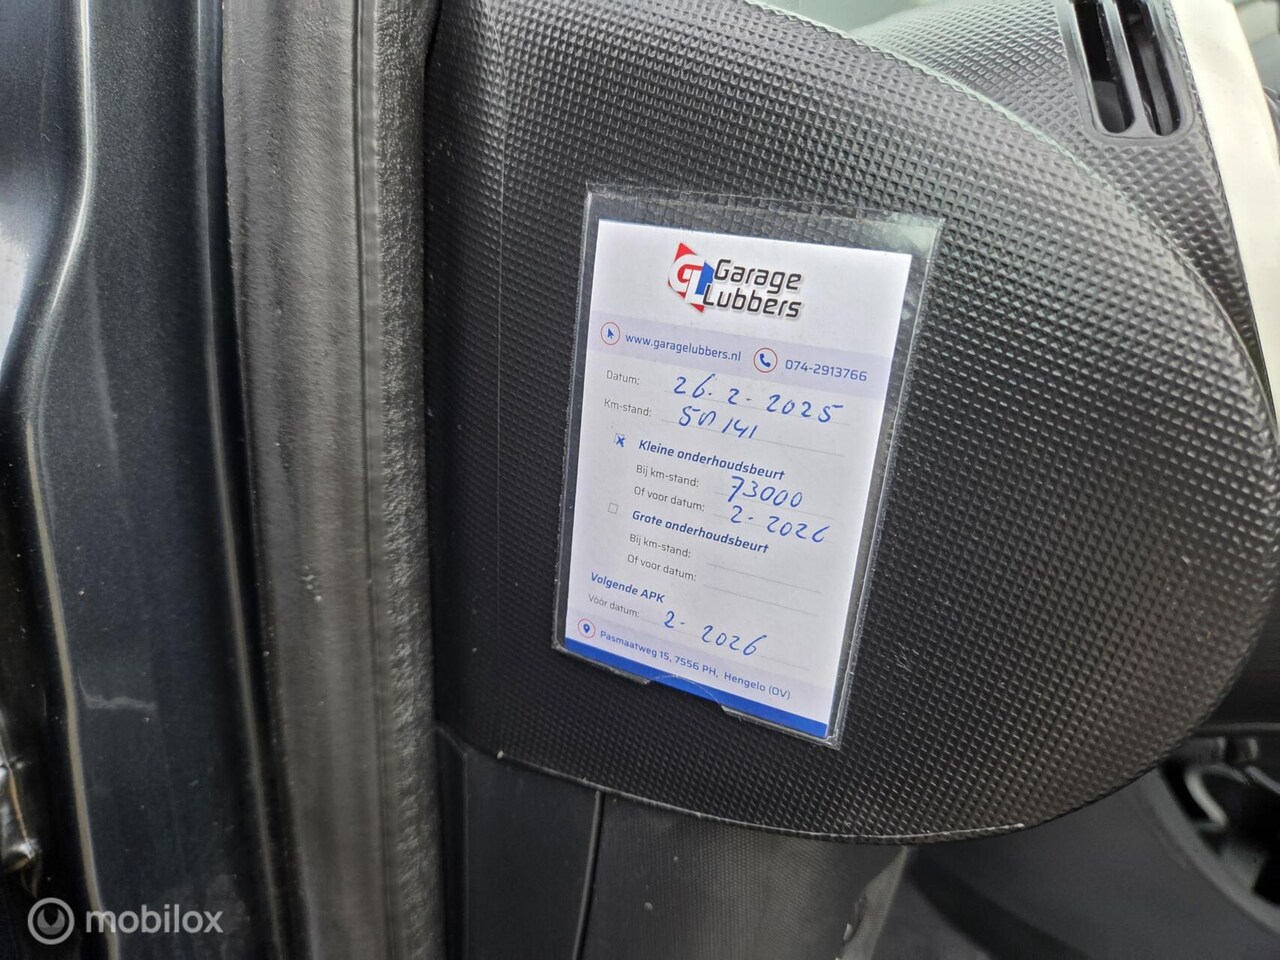 GL Garage
Lubbers
www.garagelubbers.nl 074-2913766
Datum: 26.2-2025
Km-stand:
Kleine onderhoudsbeurt
Bij km-stand: 73000
Of voor datum: 2-2026
Grote onderhoudsbeurt
Bij km-stand:
Of voor datum:
Volgende APK
Vóór datum: 2-2026
Pasmaatweg 15, 7556 PH, Hengelo (OV)
mobilox